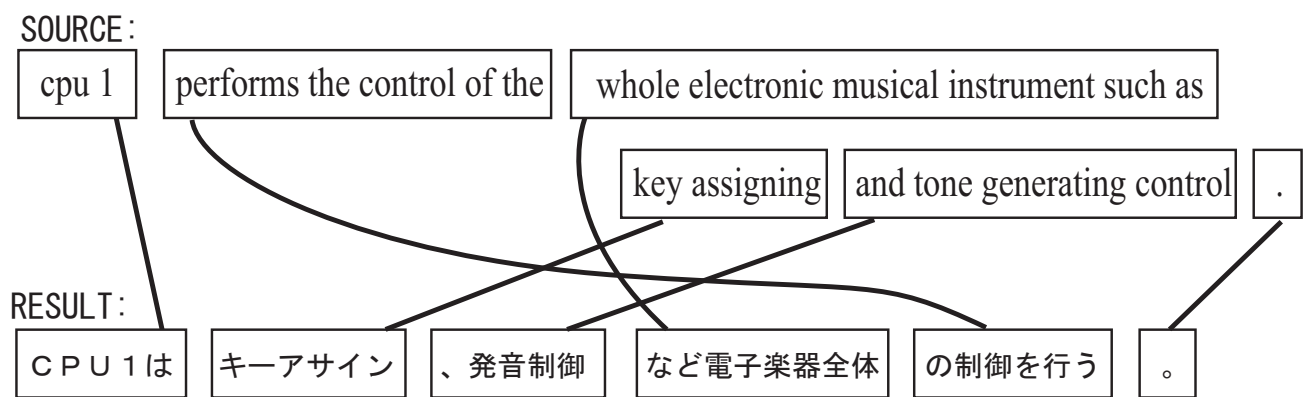 SOURCE:
cpu 1 performs the control of the whole electronic musical instrument such as
key assigning and tone generating control .
RESULT:
ＣＰＵ１は キーアサイン 、発音制御 など電子楽器全体 の制御を行う 。